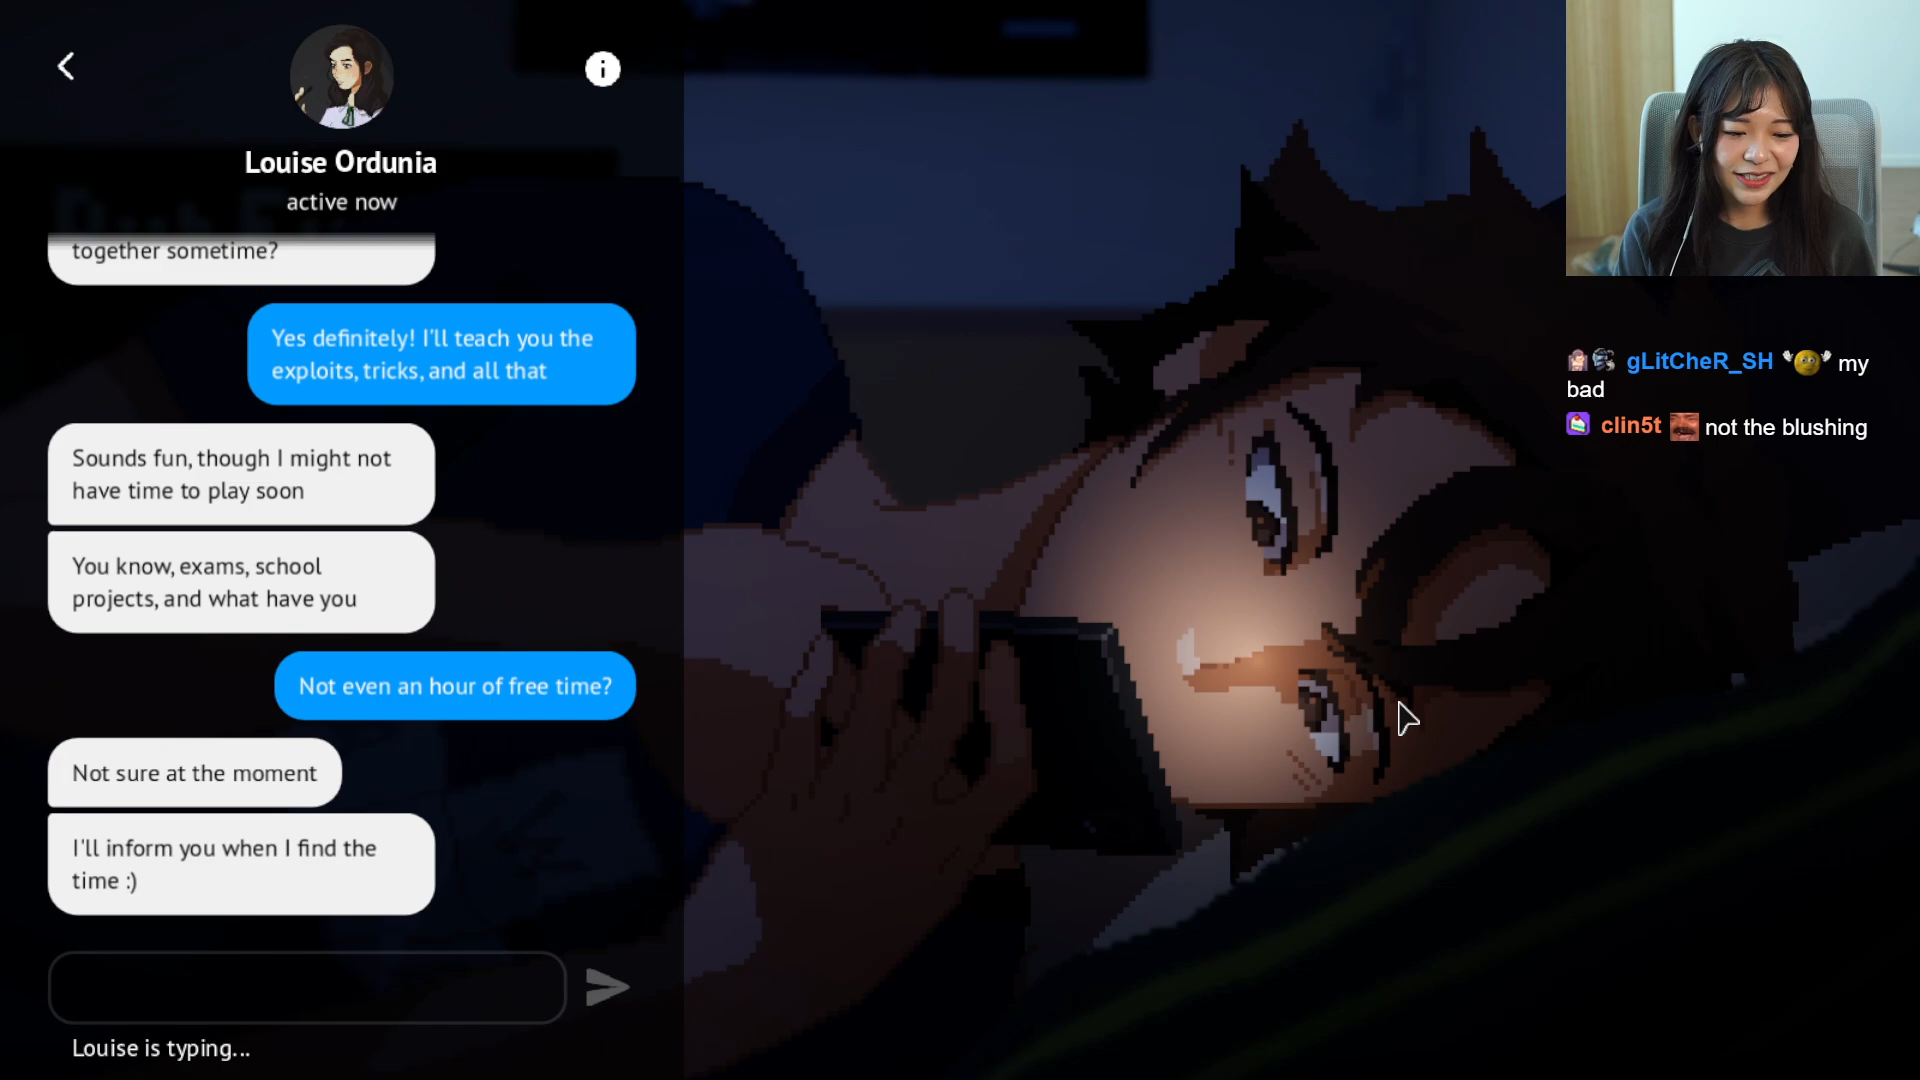 Louise Ordunia
active now
together sometime?
Yes definitely! I'll teach you the
exploits, tricks, and all that
Sounds fun, though I might not
have time to play soon
You know, exams, school
projects, and what have you
Not even an hour of free time?
Not sure at the moment
I'll inform you when I find the
time :)
Louise is typing...
gLitCheR_SH my
bad
clin5t not the blushing